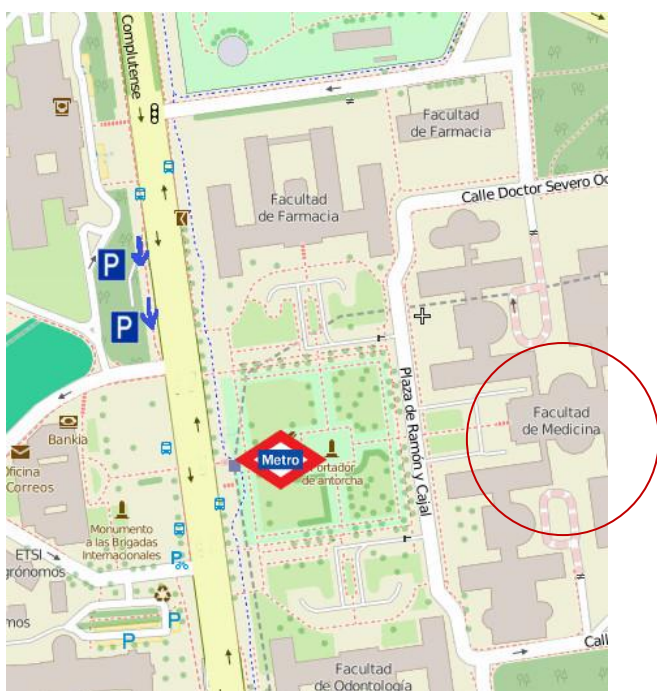 Complutense
Facultad
de Farmacia
Facultad
de Farmacia
Calle Doctor Severo Oc
P
P
Plaza de Ramón y Cajal
Facultad
de Medicina
Bankia
Oficina
Correos
Metro
Portador
de antorcha
Monumento
a las Brigadas
Internacionales
ETSI
grónomos
P
mos
P
P
Call
Facultad
de Odontología